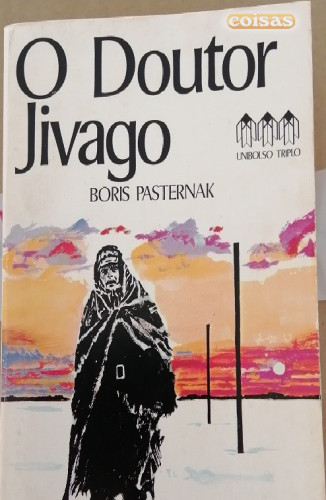 coisas
O Doutor
Jivago
UNIBOLSO TRIPLO
BORIS PASTERNAK